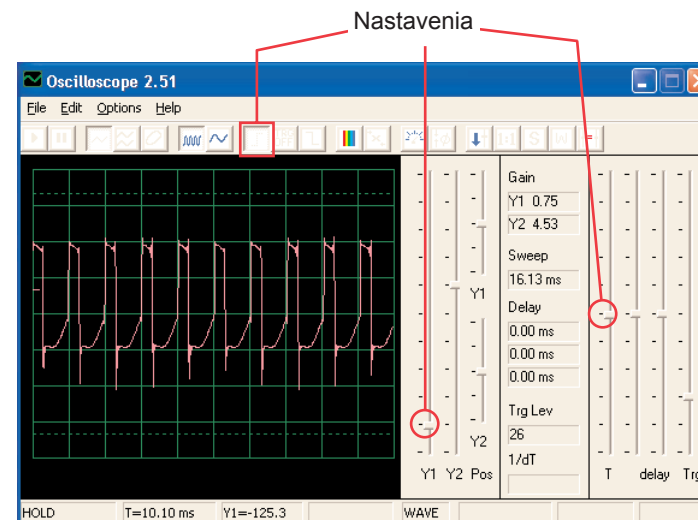 Nastavenia
Oscilloscope 2.51
File Edit Options Help
Gain
Y1 0.75
Y2 4.53
Sweep
16.13 ms
Y1
Delay
0.00 ms
0.00 ms
0.00 ms
Trg Lev
26
Y2
1/dT
Y1 Y2 Pos
T delay Trg
HOLD T=10.10 ms Y1=-125.3 WAVE